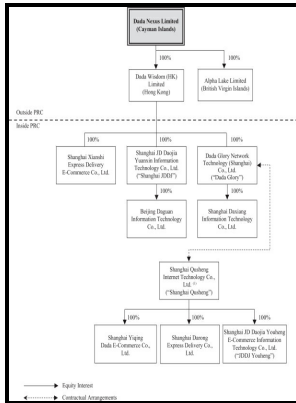 Dada Nexus Limited
(Cayman Islands)
100%
100%
Dada Wisdom (HK)
Limited
(Hong Kong)
Alpha Lake Limited
(British Virgin Islands)
Outside PRC
Inside PRC
100%
100%
100%
Shanghai Xianshi
Express Delivery
E-Commerce Co., Ltd.
Shanghai JD Daojia
Yuanxin Information
Technology Co., Ltd.
("Shanghai JDDJ")
Dada Glory Network
Technology (Shanghai)
Co., Ltd.
("Dada Glory")
100%
100%
Beijing Duguan
Information Technology
Co., Ltd.
Shanghai Daxiang
Information Technology
Co., Ltd.
Shanghai Qusheng
Internet Technology Co.,
Ltd. (1)
("Shanghai Qusheng")
100%
100%
100%
Shanghai Yiqing
Dada E-Commerce Co.,
Ltd.
Shanghai Darong
Express Delivery Co.,
Ltd.
Shanghai JD Daojia Youheng
E-Commerce Information
Technology Co., Ltd.
("JDDJ Youheng")
Equity Interest
Contractual Arrangements